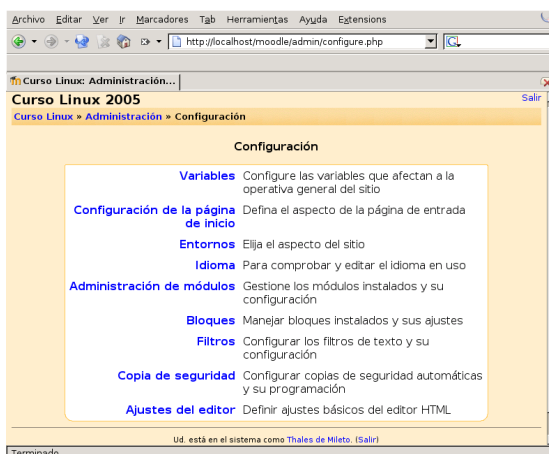 Archivo Editar Ver Ir Marcadores Tab Herramientas Ayuda Extensions
http://localhost/moodle/admin/configure.php
Curso Linux: Administración...
Curso Linux 2005
Salir
Curso Linux » Administración » Configuración
Configuración
Variables Configure las variables que afectan a la
operativa general del sitio
Configuración de la página Defina el aspecto de la página de entrada
de inicio
Entornos Elija el aspecto del sitio
Idioma Para comprobar y editar el idioma en uso
Administración de módulos Gestione los módulos instalados y su
configuración
Bloques Manejar bloques instalados y sus ajustes
Filtros Configurar los filtros de texto y su
configuración
Copia de seguridad Configurar copias de seguridad automáticas
y su programación
Ajustes del editor Definir ajustes básicos del editor HTML
Ud. está en el sistema como Thales de Mileto. (Salir)
Terminado